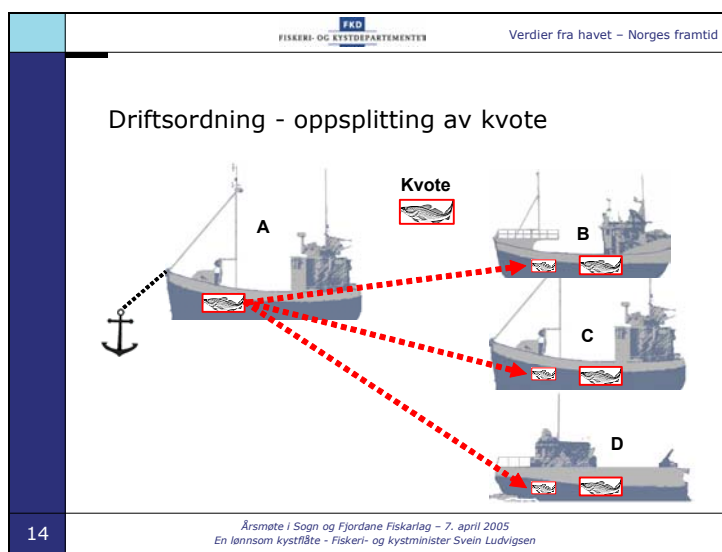 FKD
FISKERI- OG KYSTDEPARTEMENTET
Verdier fra havet – Norges framtid
Driftsordning - oppsplitting av kvote
Kvote
A
B
C
D
14
Årsmøte i Sogn og Fjordane Fiskarlag – 7. april 2005
En lønnsom kystflåte - Fiskeri- og kystminister Svein Ludvigsen